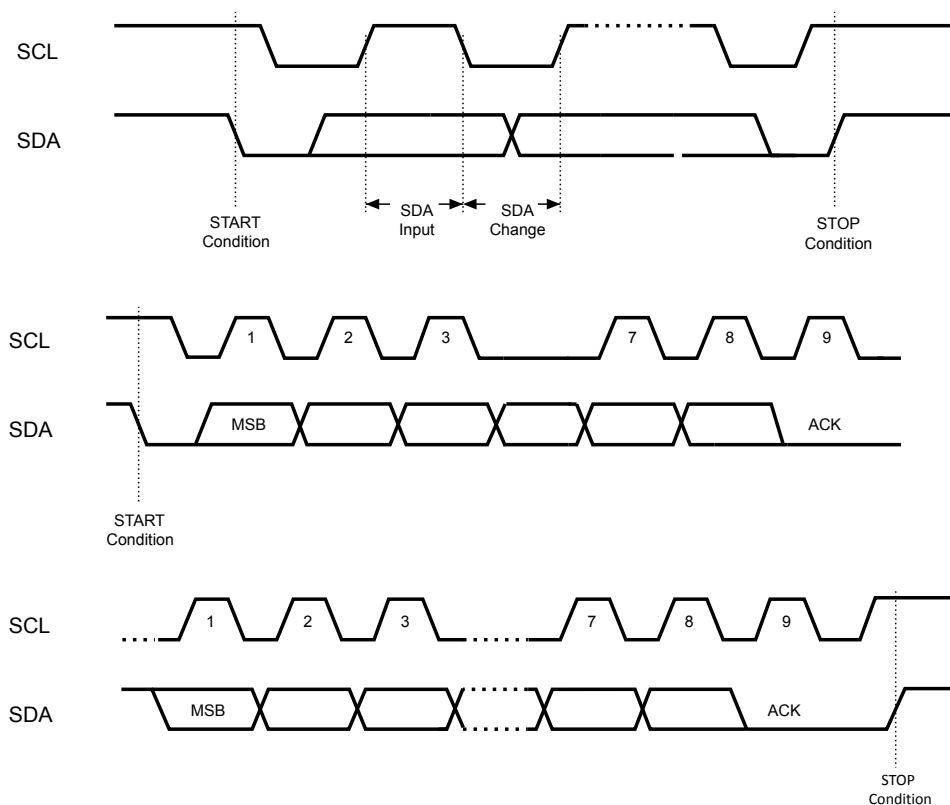 SCL
SDA
SDA
Input
SDA
Change
START
Condition
STOP
Condition
SCL
1
2
3
7
8
9
SDA
MSB
ACK
START
Condition
SCL
1
2
3
7
8
9
SDA
MSB
ACK
STOP
Condition